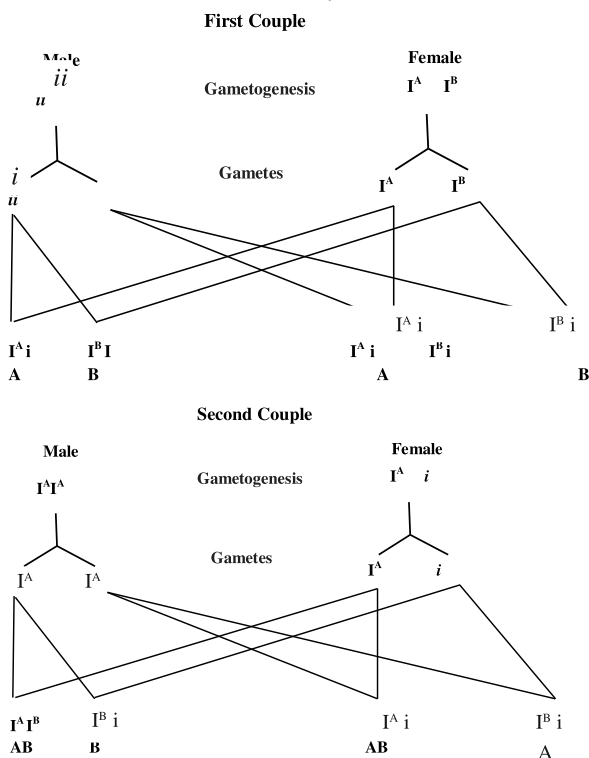 First Couple
Male Female
ii
I^A I^B
Gametogenesis
u
Gametes
i I^A I^B
u
I^A i I^B i
I^A i I^B I I^A i I^B i
A B A B
Second Couple
Male Female
I^A I^A Gametogenesis I^A i
Gametes
I^A I^A I^A i
I^A I^B I^B i I^A i I^B i
AB B AB A